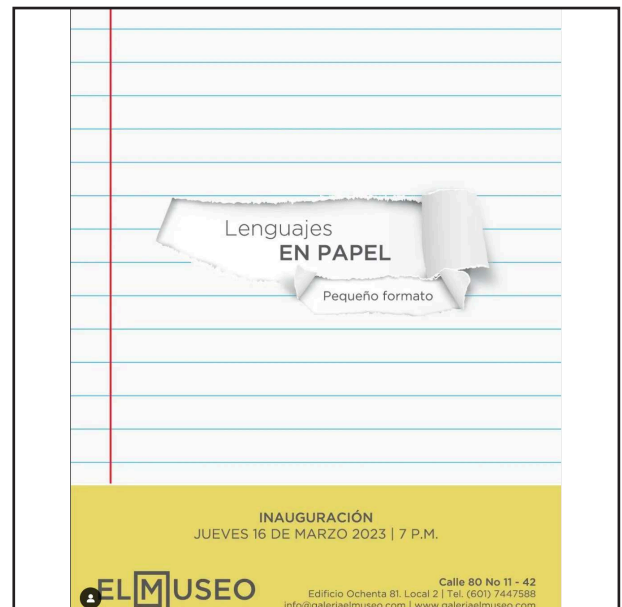 Lenguajes
EN PAPEL
Pequeño formato
INAUGURACIÓN
JUEVES 16 DE MARZO 2023 | 7 P.M.
EL MUSEO
Calle 80 No 11 - 42
Edificio Ochenta 81. Local 2 | Tel. (601) 7447588
info@galeriaelmuseo.com | www.galeriaelmuseo.com